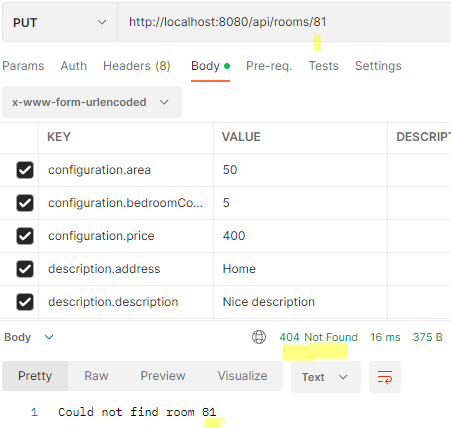 PUT http://localhost:8080/api/rooms/81
Params Auth Headers (8) Body Pre-req. Tests Settings
x-www-form-urlencoded
KEY VALUE DESCRIPT
configuration.area 50
configuration.bedroomCo... 5
configuration.price 400
description.address Home
description.description Nice description
Body 404 Not Found 16 ms 375 B
Pretty Raw Preview Visualize Text
1 Could not find room 81